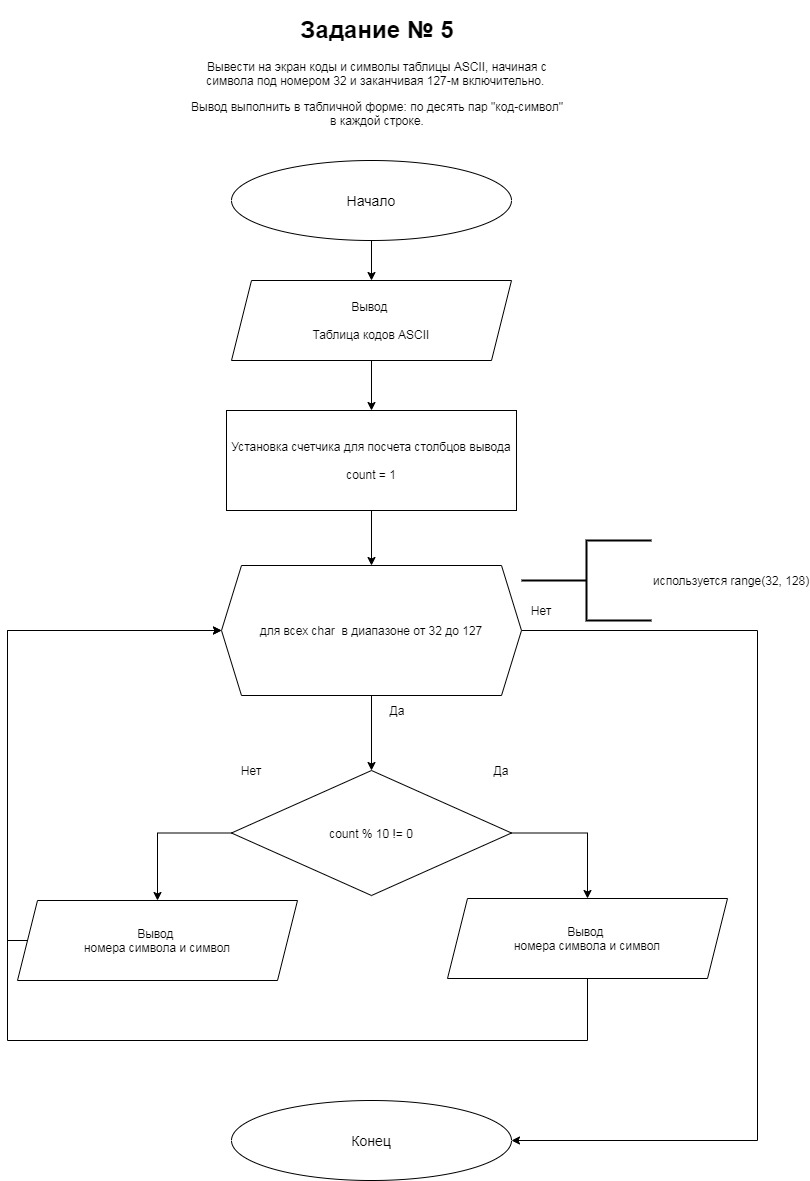 Задание № 5
Вывести на экран коды и символы таблицы ASCII, начиная с
символа под номером 32 и заканчивая 127-м включительно.
Вывод выполнить в табличной форме: по десять пар "код-символ"
в каждой строке.
Начало
Вывод
Таблица кодов ASCII
Установка счетчика для посчета столбцов вывода
count = 1
используется range(32, 128)
Нет
для всех char в диапазоне от 32 до 127
Да
Нет
Да
count % 10 != 0
Вывод
номера символа и символ
Вывод
номера символа и символ
Конец